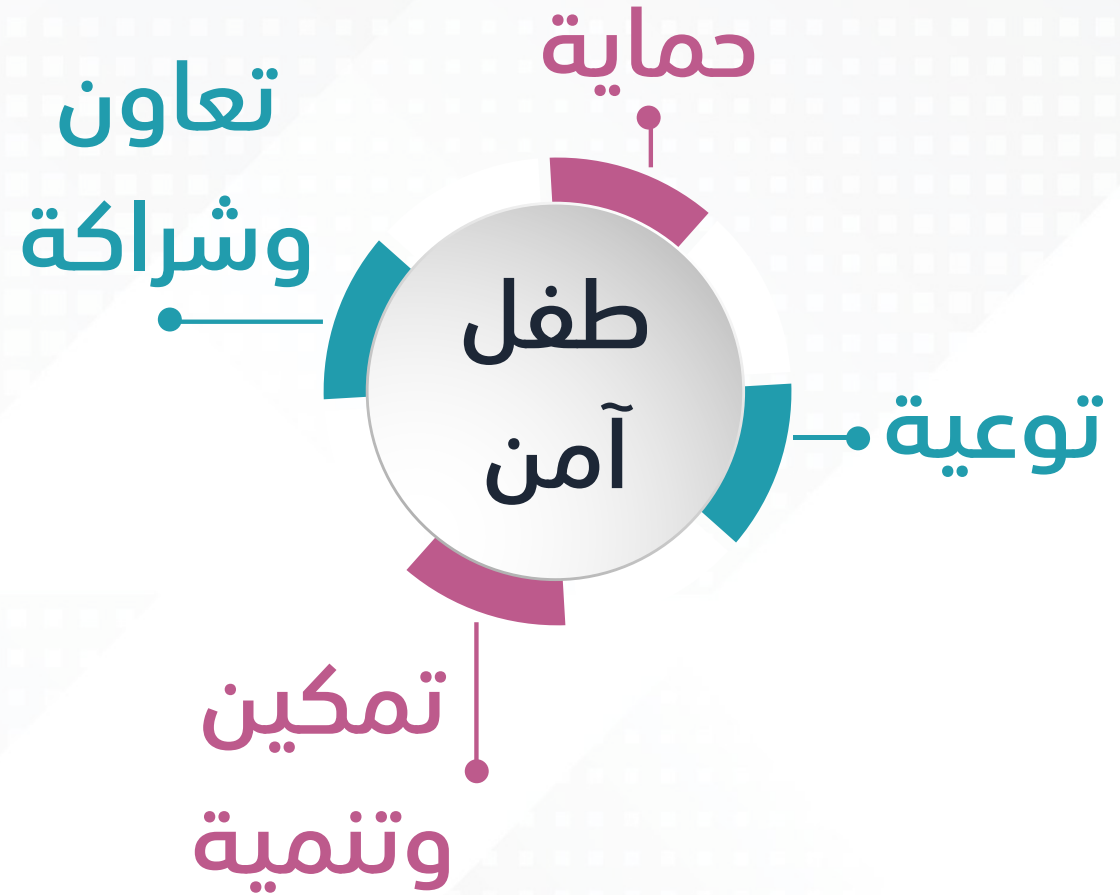 حماية
تعاون
وشراكة
طفل
آمن
توعية
تمكين
وتنمية